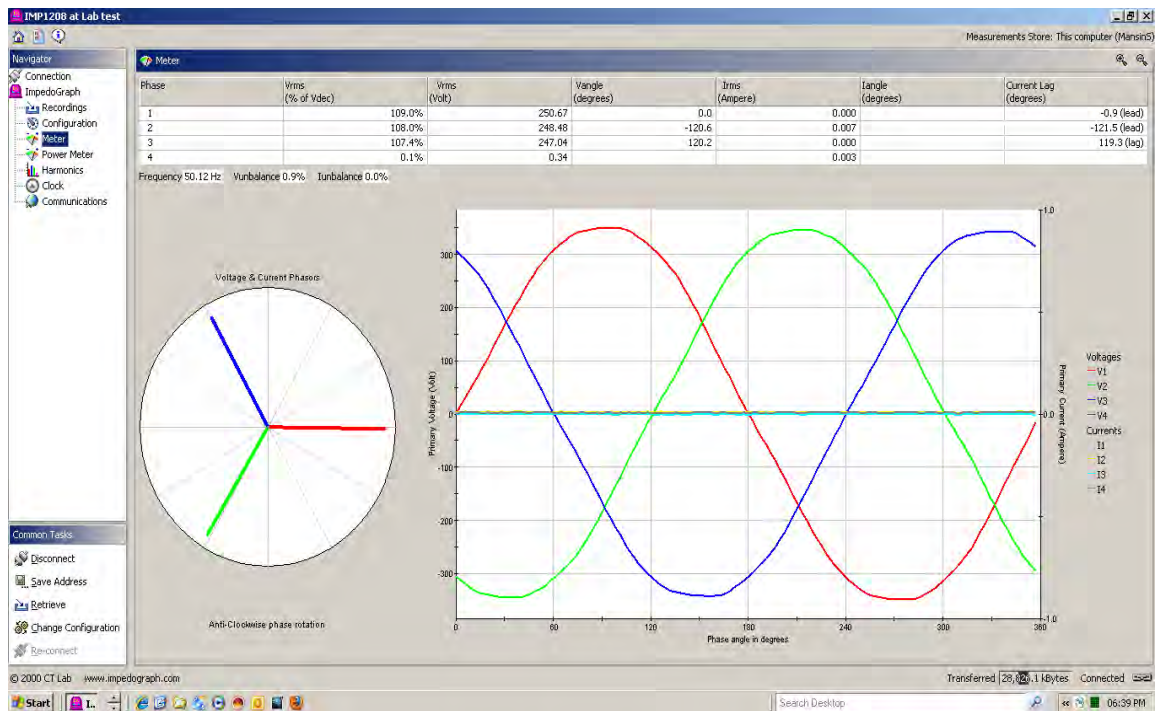 IMP1208 at Lab test
Measurements Store: This computer (Mansin5)
Navigator
Connection
ImpedoGraph
Recordings
Configuration
Meter
Power Meter
Harmonics
Clock
Communications
Meter
Phase Vrms (% of Vdec) Vrms (Volt) Vangle (degrees) Irms (Ampere) Iangle (degrees) Current Lag (degrees)
1 109.0% 250.67 0.0 0.000 -0.9 (lead)
2 108.0% 248.48 -120.6 0.007 -121.5 (lead)
3 107.4% 247.04 -120.2 0.000 119.3 (lag)
4 0.1% 0.34 0.003
Frequency 50.12 Hz Vunbalance 0.9% Iunbalance 0.0%
Voltage & Current Phasors
Anti-Clockwise phase rotation
Primary Voltage (Volt)
300
200
100
0
-100
-200
-300
1.0
0.0
-1.0
Primary Current (Ampere)
0 60 120 180 240 300 360
Phase angle in degrees
Voltages
V1
V2
V3
V4
Currents
I1
I2
I3
I4
Common Tasks
Disconnect
Save Address
Retrieve
Change Configuration
Re-connect
© 2000 CT Lab www.impedograph.com
Transferred kBytes Connected
Start I.. Search Desktop 06:39 PM